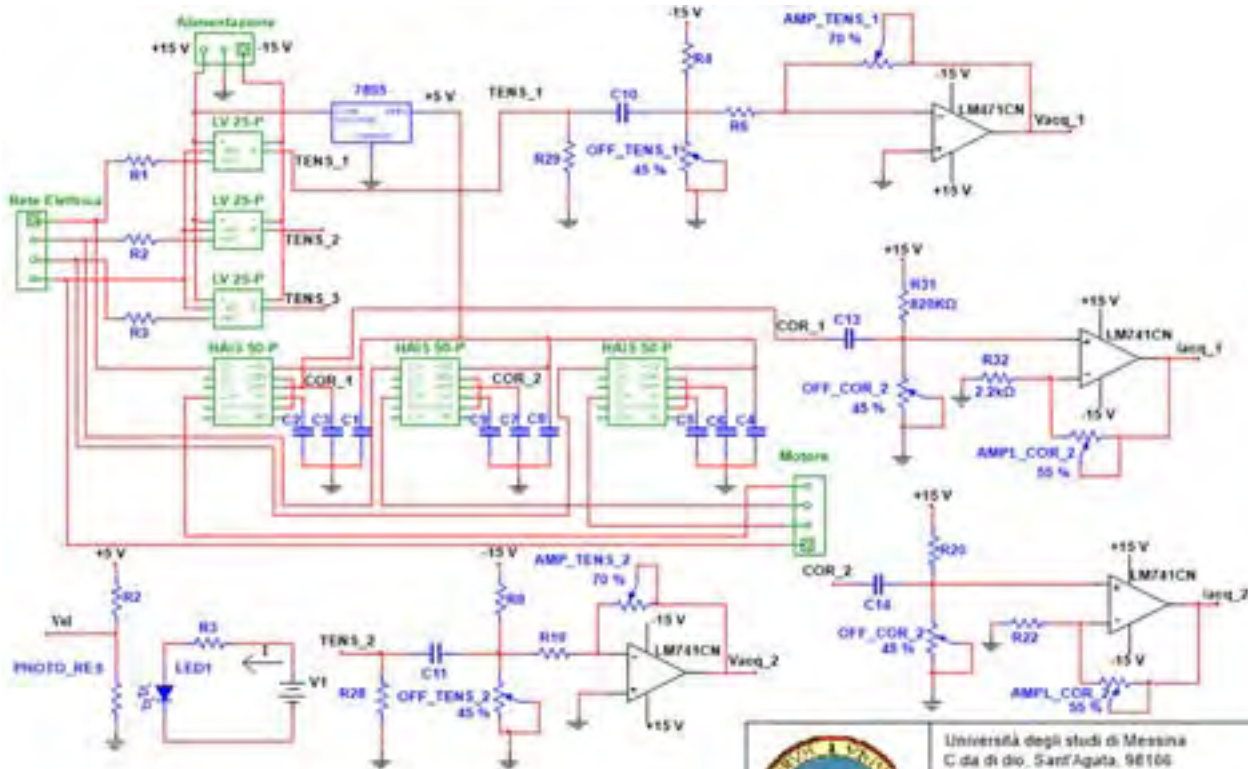 Alimentazione
+15 V
-15 V
7805
+5 V
LV 25-P
TENS_1
R1
Rete Elettrica
LV 25-P
TENS_2
R2
LV 25-P
TENS_3
R3
TENS_1
C10
-15 V
R4
R5
R29
OFF_TENS_1
45 %
AMP_TENS_1
70 %
-15 V
LM471CN
Vacq_1
+15 V
HAIS 50-P
COR_1
C2
C3
C1
HAIS 50-P
COR_2
C9
C7
C8
HAIS 50-P
C5
C6
C4
Motore
COR_1
C13
+15 V
R31
820KΩ
OFF_COR_2
45 %
R32
2.2kΩ
+15 V
LM741CN
Iacq_1
-15 V
AMPL_COR_2
55 %
+5 V
R2
Vel
PHOTO_RES
LED1
R3
I
V1
TENS_2
C11
R28
-15 V
R9
R10
OFF_TENS_2
45 %
AMP_TENS_2
70 %
-15 V
LM741CN
Vacq_2
+15 V
COR_2
C14
+15 V
R20
OFF_COR_2
45 %
R22
+15 V
LM741CN
Iacq_2
-15 V
AMPL_COR_2
55 %
Università degli studi di Messina
C.da di dio, Sant'Agata, 98166